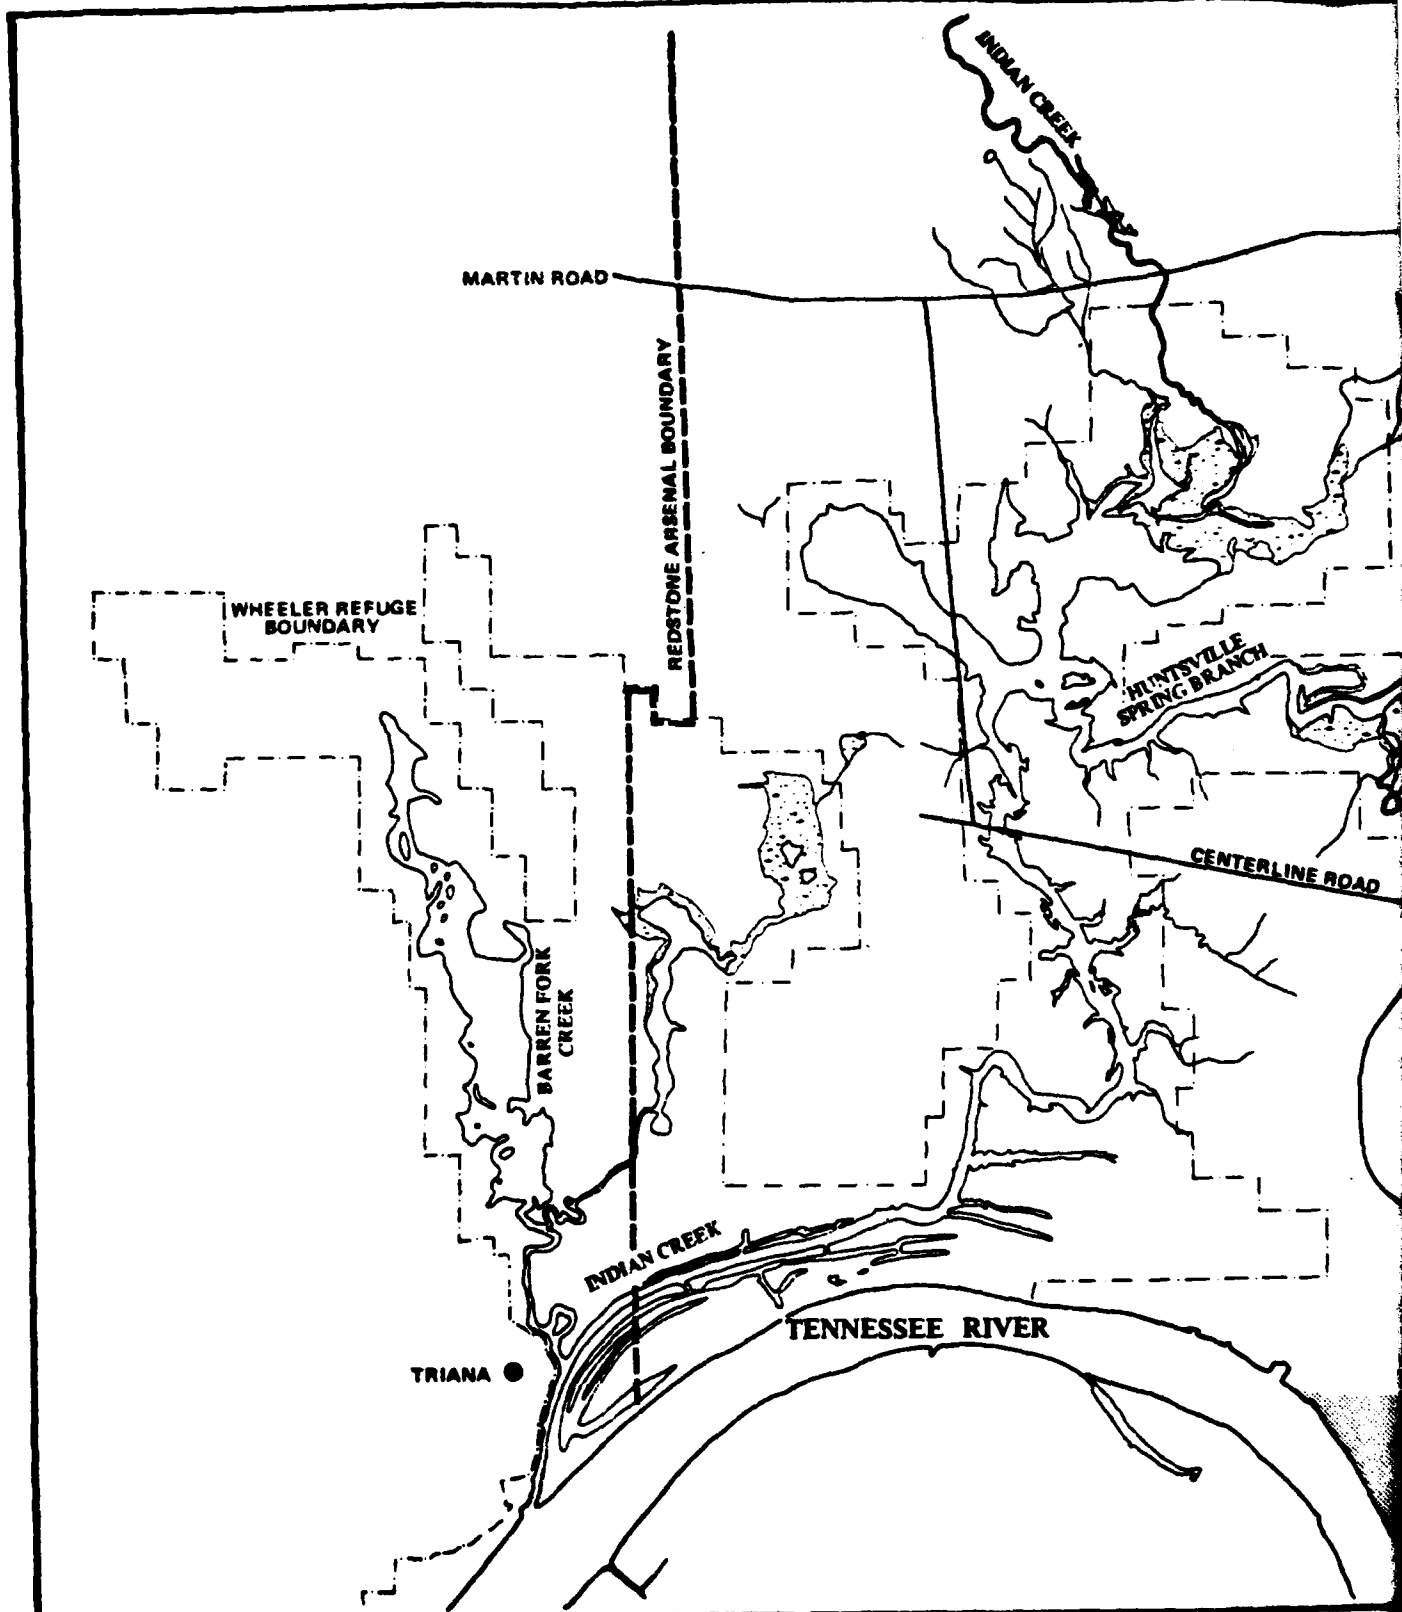 INDIAN CREEK
MARTIN ROAD
REDSTONE ARSENAL BOUNDARY
WHEELER REFUGE
BOUNDARY
HUNTSVILLE
SPRING BRANCH
CENTERLINE ROAD
BARREN FORK
CREEK
INDIAN CREEK
TENNESSEE RIVER
TRIANA